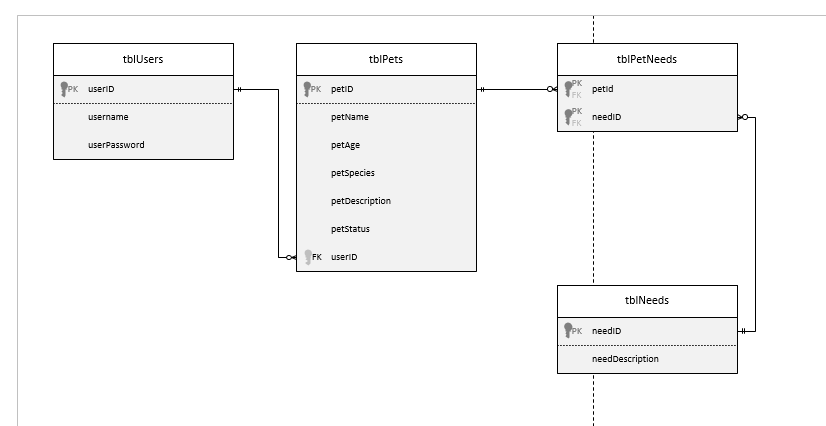 tblUsers
PK userID
username
userPassword
tblPets
PK petID
petName
petAge
petSpecies
petDescription
petStatus
FK userID
tblPetNeeds
PK FK petId
PK FK needID
tblNeeds
PK needID
needDescription